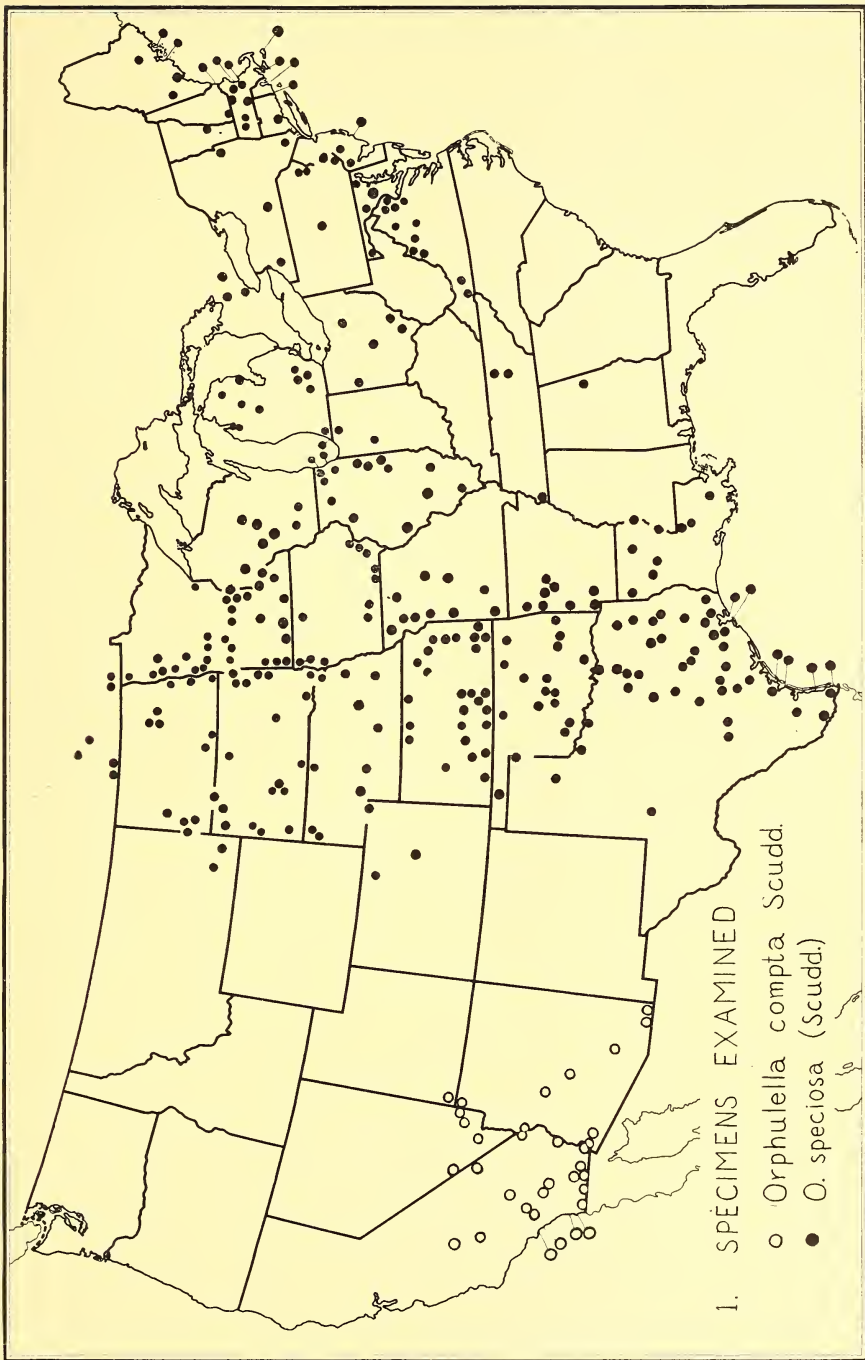 1. SPECIMENS EXAMINED
Orphulella compta Scudd.
O. speciosa (Scudd.)